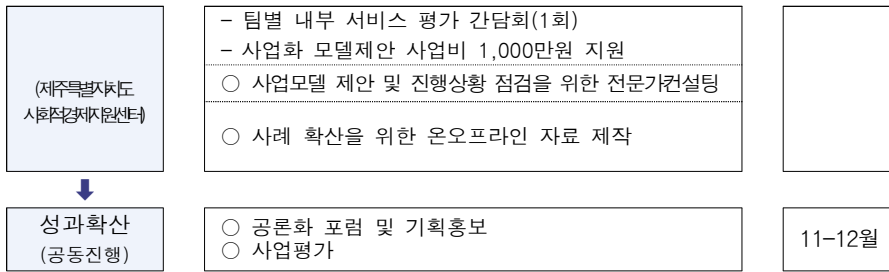 (제주특별자치도
사회적경제지원센터)
- 팀별 내부 서비스 평가 간담회(1회)
- 사업화 모델제안 사업비 1,000만원 지원
○ 사업모델 제안 및 진행상황 점검을 위한 전문가컨설팅
○ 사례 확산을 위한 온오프라인 자료 제작
성과확산
(공동진행)
○ 공론화 포럼 및 기획홍보
○ 사업평가
11-12월